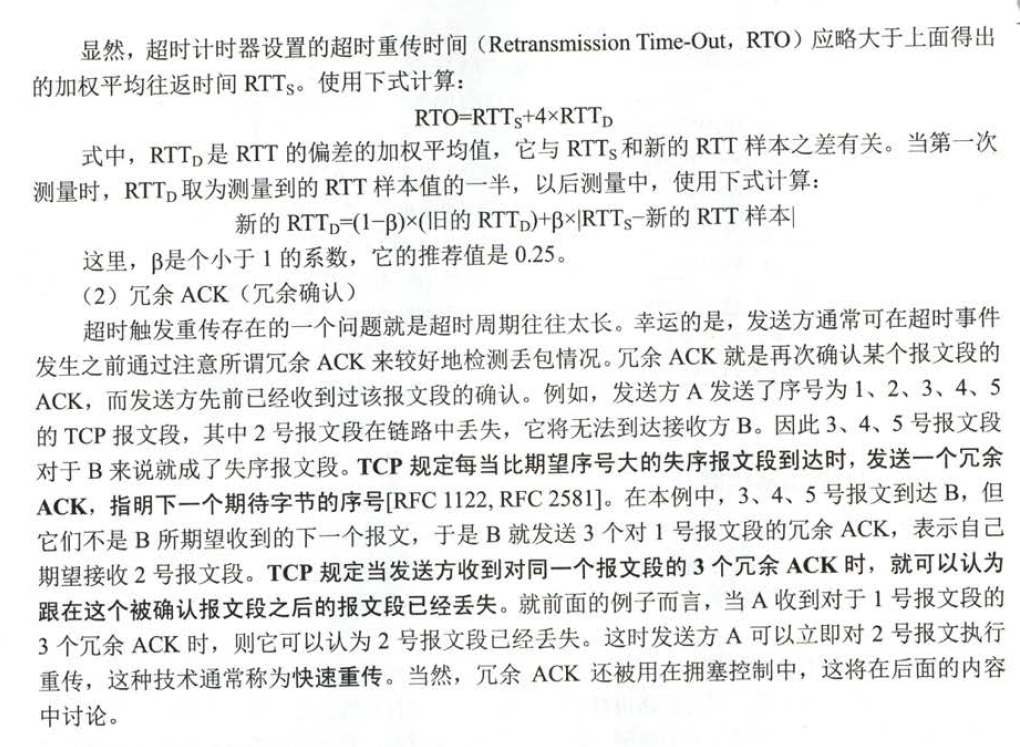 显然，超时计时器设置的超时重传时间（Retransmission Time-Out，RTO）应略大于上面得出
的加权平均往返时间 RTTS。使用下式计算：
RTO=RTTS+4×RTTD
式中，RTTD是 RTT 的偏差的加权平均值，它与 RTTS和新的 RTT 样本之差有关。当第一次
测量时，RTTD取为测量到的 RTT 样本值的一半，以后测量中，使用下式计算：
新的 RTTD=(1−β)×(旧的 RTTD)+β×|RTTS−新的 RTT 样本|
这里，β是个小于 1 的系数，它的推荐值是 0.25。
（2）冗余 ACK（冗余确认）
超时触发重传存在的一个问题就是超时周期往往太长。幸运的是，发送方通常可在超时事件
发生之前通过注意所谓冗余 ACK 来较好地检测丢包情况。冗余 ACK 就是再次确认某个报文段的
ACK，而发送方先前已经收到过该报文段的确认。例如，发送方 A 发送了序号为 1、2、3、4、5
的 TCP 报文段，其中 2 号报文段在链路中丢失，它将无法到达接收方 B。因此 3、4、5 号报文段
对于 B 来说就成了失序报文段。TCP 规定每当比期望序号大的失序报文段到达时，发送一个冗余
ACK，指明下一个期待字节的序号[RFC 1122, RFC 2581]。在本例中，3、4、5 号报文到达 B，但
它们不是 B 所期望收到的下一个报文，于是 B 就发送 3 个对 1 号报文段的冗余 ACK，表示自己
期望接收 2 号报文段。TCP 规定当发送方收到对同一个报文段的 3 个冗余 ACK 时，就可以认为
跟在这个被确认报文段之后的报文段已经丢失。就前面的例子而言，当 A 收到对于 1 号报文段的
3 个冗余 ACK 时，则它可以认为 2 号报文段已经丢失。这时发送方 A 可以立即对 2 号报文执行
重传，这种技术通常称为快速重传。当然，冗余 ACK 还被用在拥塞控制中，这将在后面的内容
中讨论。